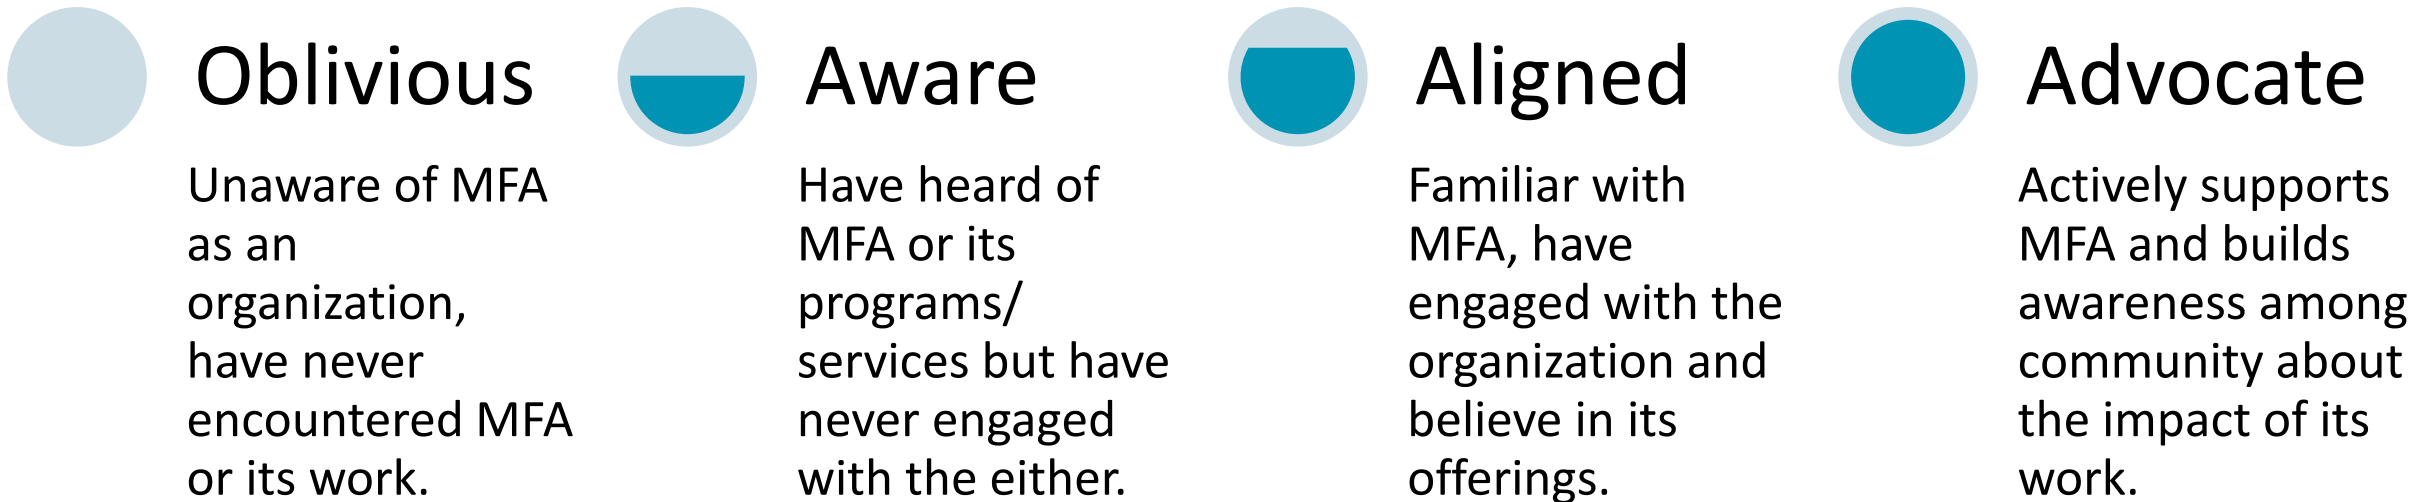 Oblivious
Unaware of MFA
as an
organization,
have never
encountered MFA
or its work.
Aware
Have heard of
MFA or its
programs/
services but have
never engaged
with the either.
Aligned
Familiar with
MFA, have
engaged with the
organization and
believe in its
offerings.
Advocate
Actively supports
MFA and builds
awareness among
community about
the impact of its
work.